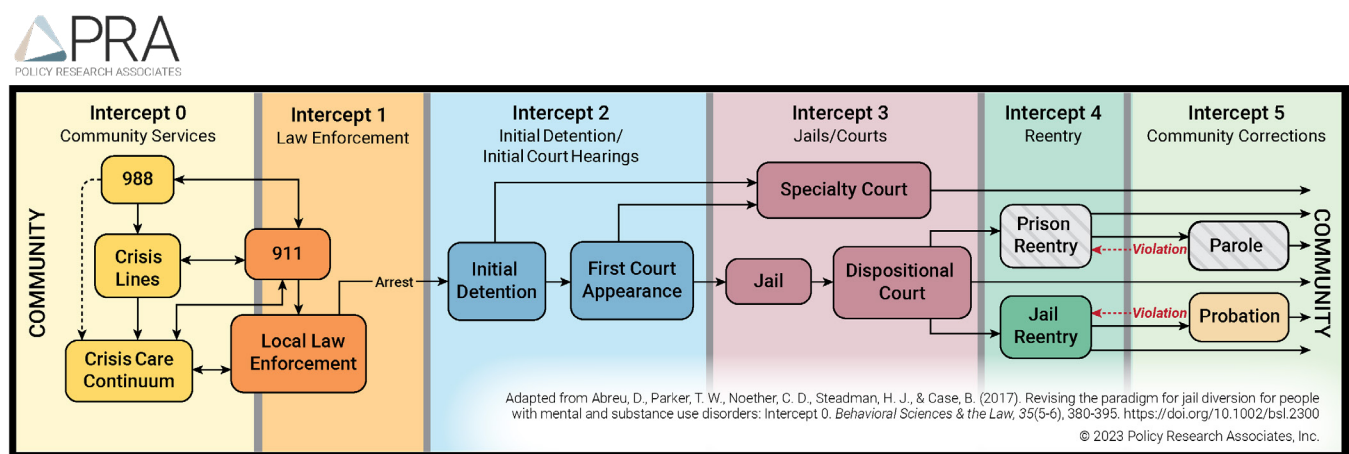 PRA
POLICY RESEARCH ASSOCIATES
Intercept 0
Community Services
Intercept 1
Law Enforcement
Intercept 2
Initial Detention/
Initial Court Hearings
Intercept 3
Jails/Courts
Intercept 4
Reentry
Intercept 5
Community Corrections
COMMUNITY
988
Crisis
Lines
Crisis Care
Continuum
911
Local Law
Enforcement
Arrest
Initial
Detention
First Court
Appearance
Specialty Court
Jail
Dispositional
Court
Prison
Reentry
Violation
Parole
Jail
Reentry
Violation
Probation
COMMUNITY
Adapted from Abreu, D., Parker, T. W., Noether, C. D., Steadman, H. J., & Case, B. (2017). Revising the paradigm for jail diversion for people
with mental and substance use disorders: Intercept 0. Behavioral Sciences & the Law, 35(5-6), 380-395. https://doi.org/10.1002/bsl.2300
© 2023 Policy Research Associates, Inc.